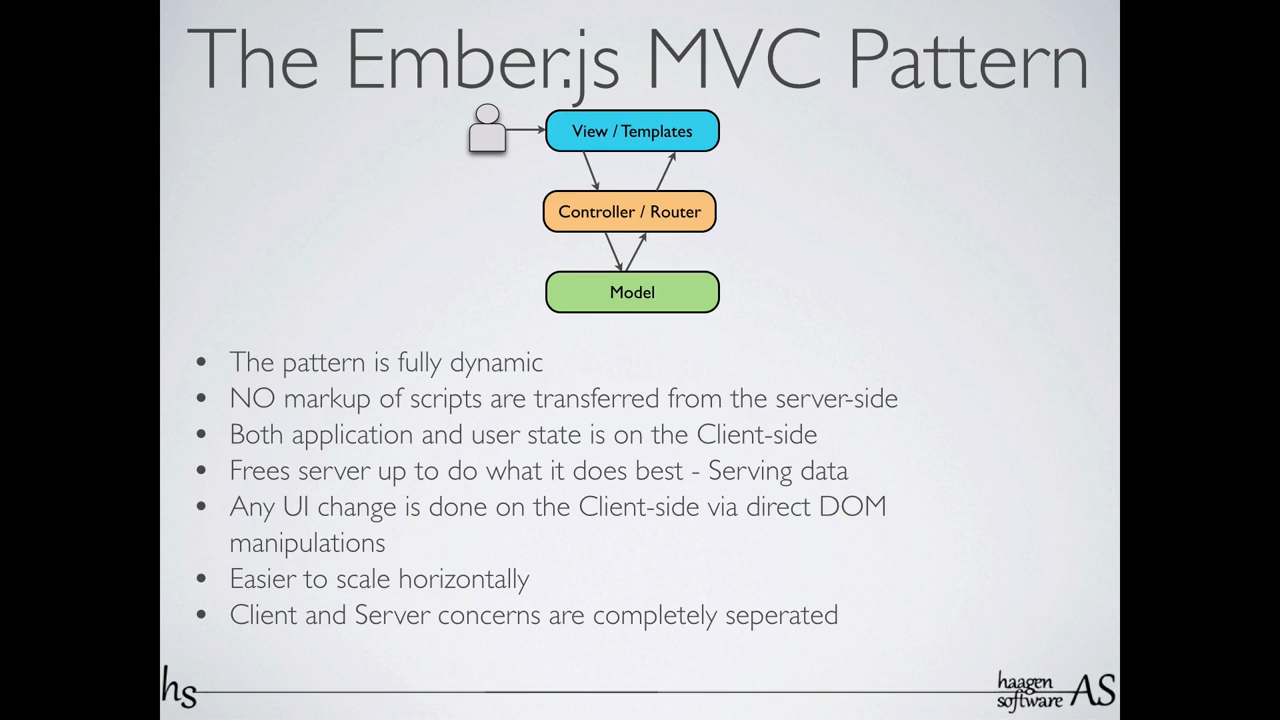 The Ember.js MVC Pattern
View / Templates
Controller / Router
Model
• The pattern is fully dynamic
• NO markup of scripts are transferred from the server-side
• Both application and user state is on the Client-side
• Frees server up to do what it does best - Serving data
• Any UI change is done on the Client-side via direct DOM
manipulations
• Easier to scale horizontally
• Client and Server concerns are completely seperated
hs
haagen
software AS